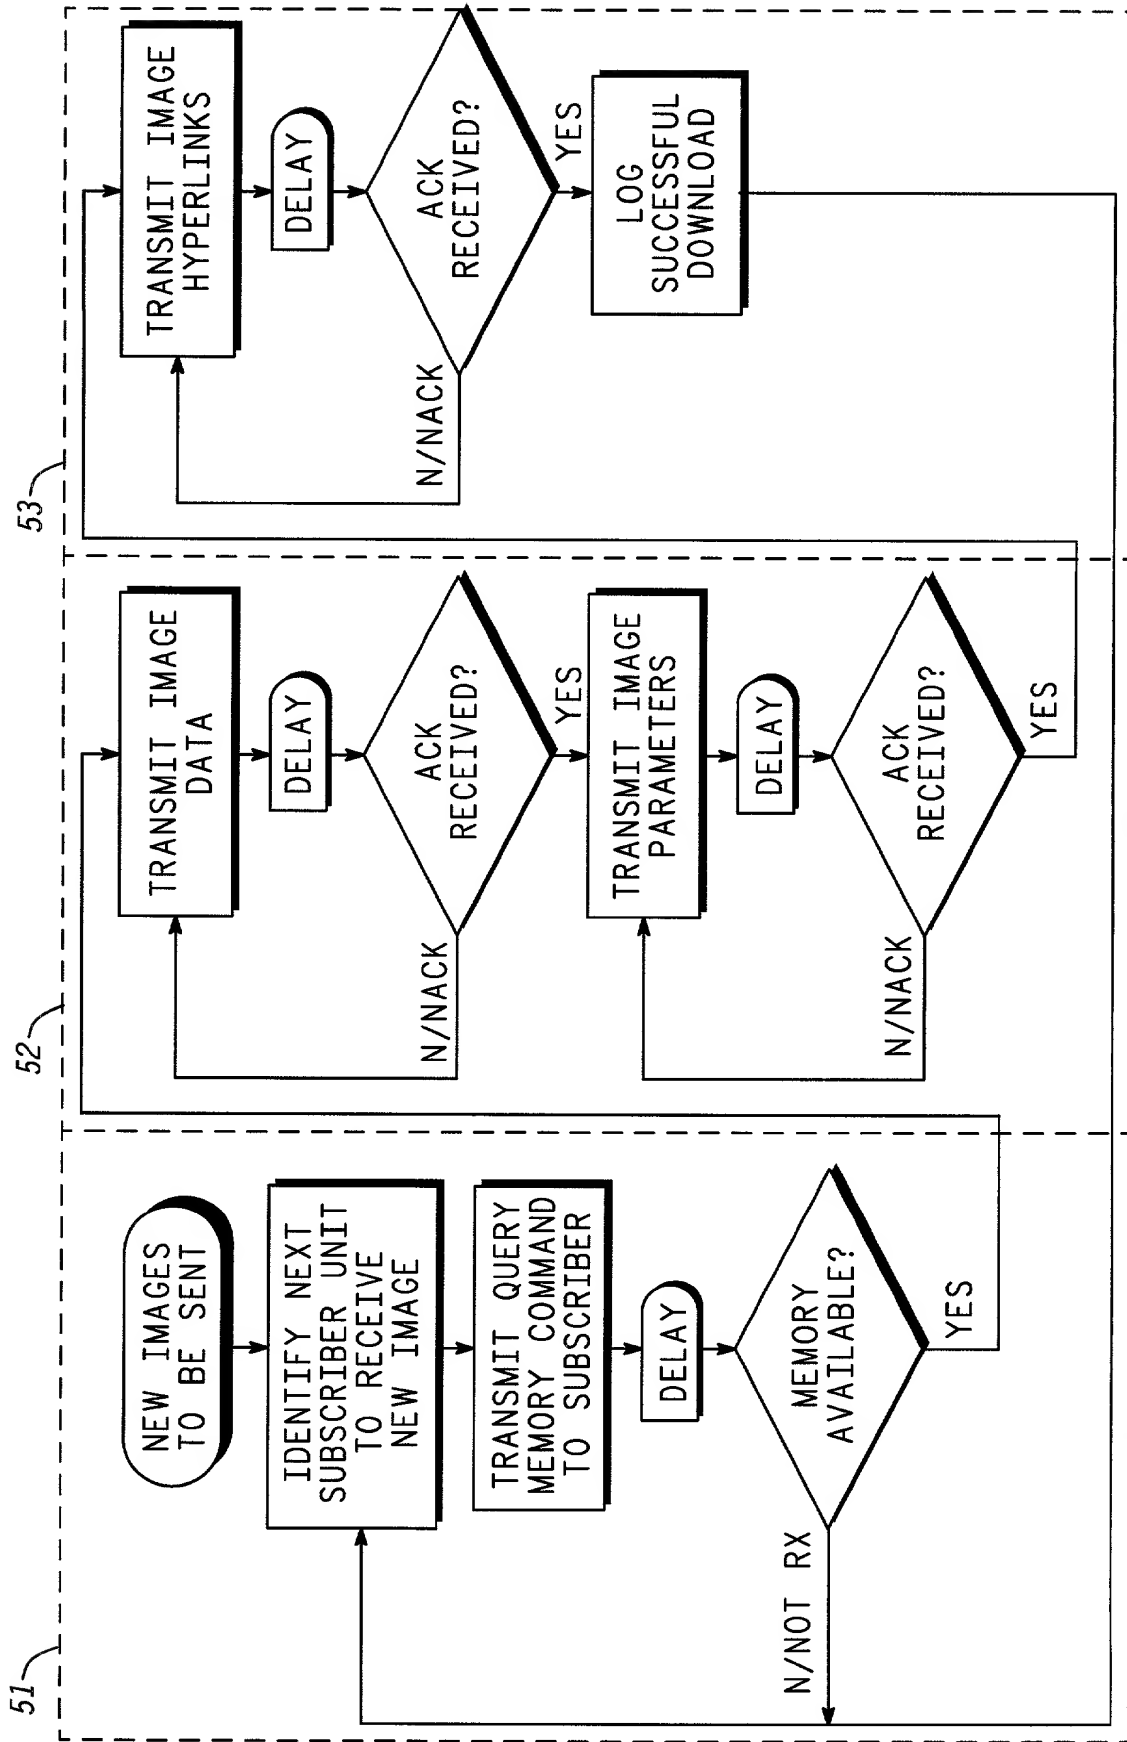 51
NEW IMAGES
TO BE SENT
IDENTIFY NEXT
SUBSCRIBER UNIT
TO RECEIVE
NEW IMAGE
TRANSMIT QUERY
MEMORY COMMAND
TO SUBSCRIBER
DELAY
MEMORY
AVAILABLE?
N/NOT RX
YES
52
TRANSMIT IMAGE
DATA
DELAY
ACK
RECEIVED?
N/NACK
YES
TRANSMIT IMAGE
PARAMETERS
DELAY
ACK
RECEIVED?
N/NACK
YES
53
TRANSMIT IMAGE
HYPERLINKS
DELAY
ACK
RECEIVED?
N/NACK
YES
LOG
SUCCESSFUL
DOWNLOAD